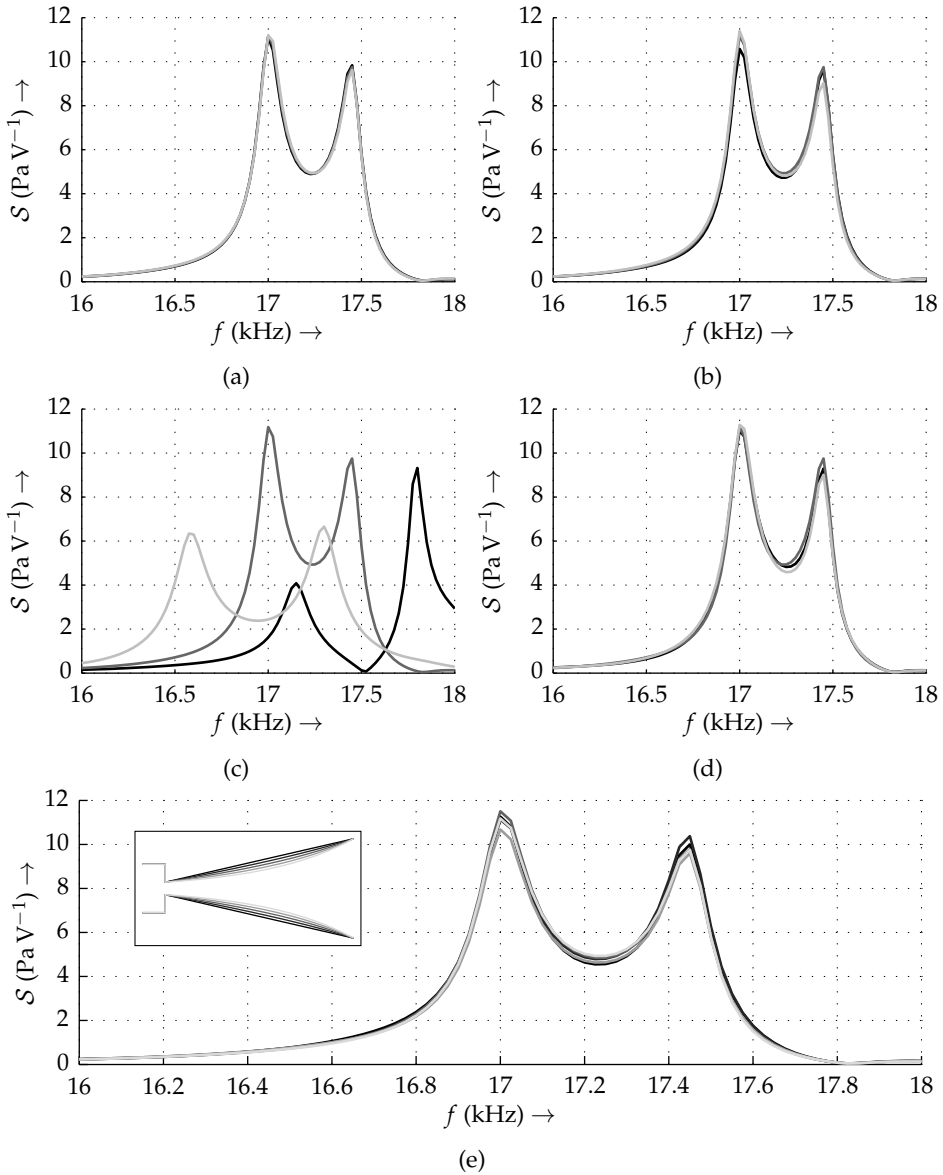 12
10
8
6
4
2
0
𝒮 (Pa V⁻¹) →
16 16.5 17 17.5 18
f (kHz) →
(a)
12
10
8
6
4
2
0
𝒮 (Pa V⁻¹) →
16 16.5 17 17.5 18
f (kHz) →
(b)
12
10
8
6
4
2
0
𝒮 (Pa V⁻¹) →
16 16.5 17 17.5 18
f (kHz) →
(c)
12
10
8
6
4
2
0
𝒮 (Pa V⁻¹) →
16 16.5 17 17.5 18
f (kHz) →
(d)
12
10
8
6
4
2
0
𝒮 (Pa V⁻¹) →
16 16.2 16.4 16.6 16.8 17 17.2 17.4 17.6 17.8 18
f (kHz) →
(e)